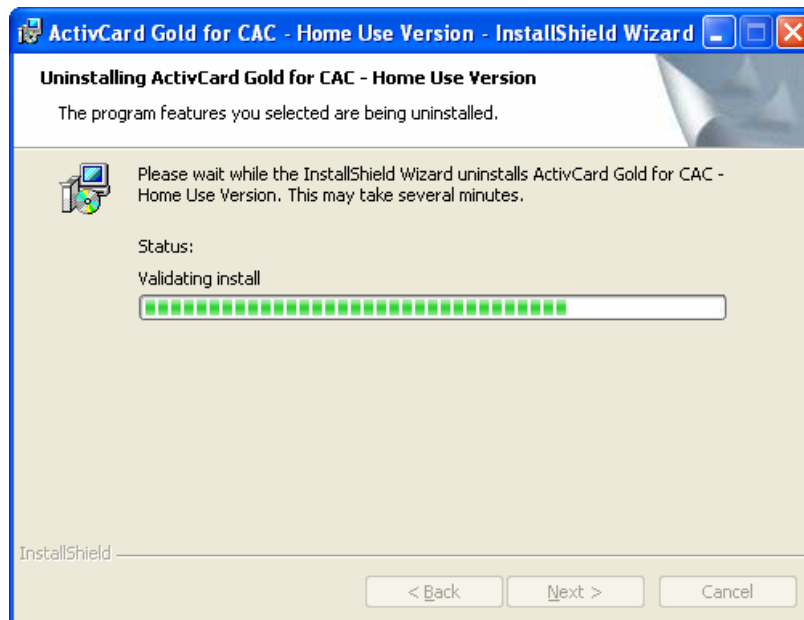 ActivCard Gold for CAC - Home Use Version - InstallShield Wizard
Uninstalling ActivCard Gold for CAC - Home Use Version
The program features you selected are being uninstalled.
Please wait while the InstallShield Wizard uninstalls ActivCard Gold for CAC -
Home Use Version. This may take several minutes.
Status:
Validating install
InstallShield
< Back Next > Cancel